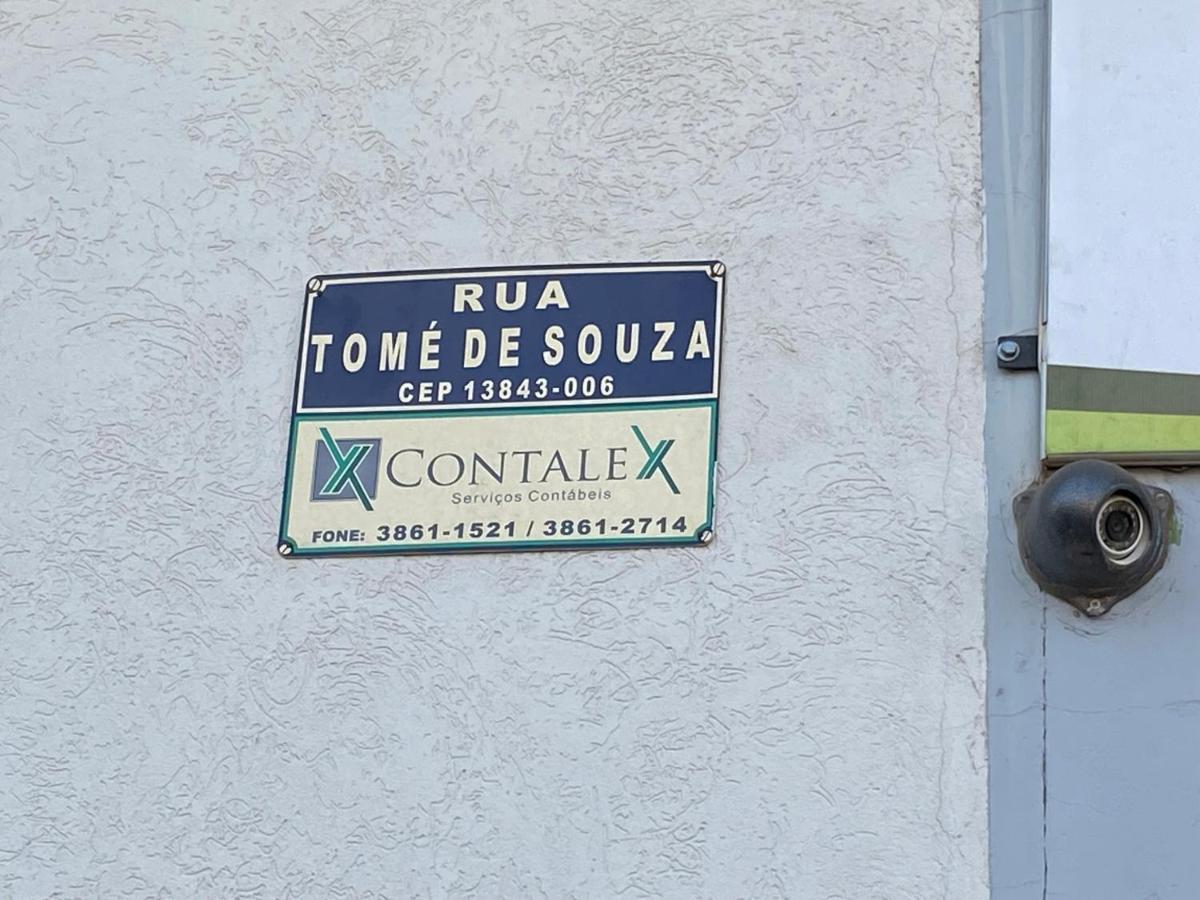 RUA
TOMÉ DE SOUZA
CEP 13843-006
CONTALEX
Serviços Contábeis
FONE: 3861-1521 / 3861-2714